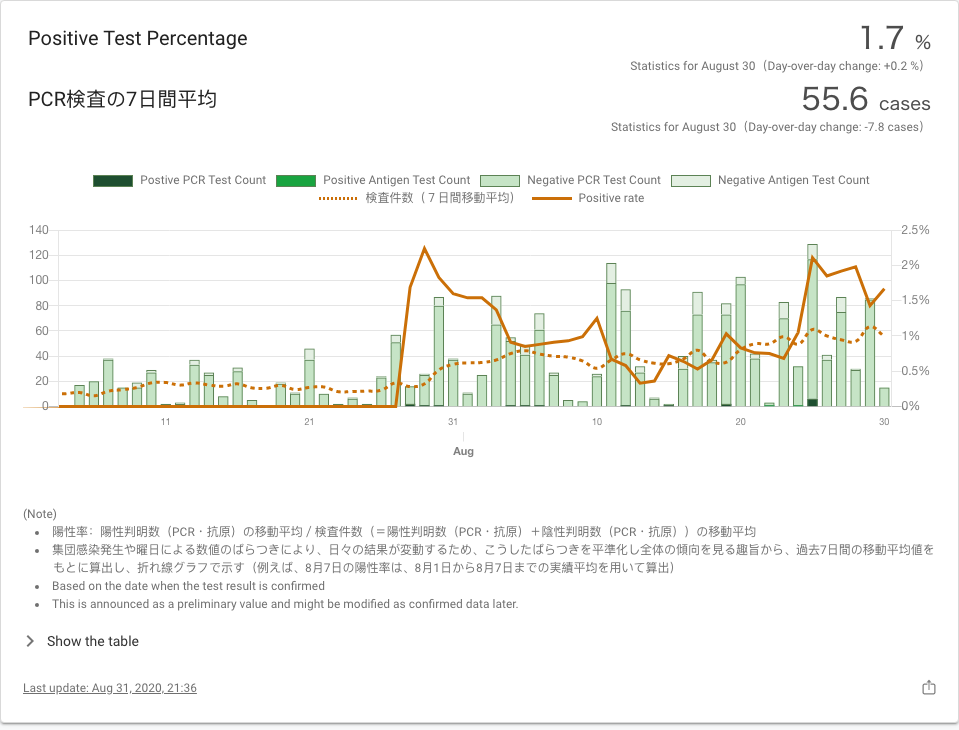 Positive Test Percentage
1.7 %
Statistics for August 30（Day-over-day change: +0.2 %）
PCR検査の7日間平均
55.6 cases
Statistics for August 30（Day-over-day change: -7.8 cases）
Postive PCR Test Count Positive Antigen Test Count Negative PCR Test Count Negative Antigen Test Count
検査件数（７日間移動平均） Positive rate
140 2.5%
120 2%
100 1.5%
80
60 1%
40 0.5%
20
0 0%
11 21 31 10 20 30
Aug
(Note)
陽性率：陽性判明数（PCR・抗原）の移動平均 / 検査件数（＝陽性判明数（PCR・抗原）＋陰性判明数（PCR・抗原））の移動平均
集団感染発生や曜日による数値のばらつきにより、日々の結果が変動するため、こうしたばらつきを平準化し全体の傾向を見る趣旨から、過去7日間の移動平均値を
もとに算出し、折れ線グラフで示す（例えば、8月7日の陽性率は、8月1日から8月7日までの実績平均を用いて算出）
Based on the date when the test result is confirmed
This is announced as a preliminary value and might be modified as confirmed data later.
Show the table
Last update: Aug 31, 2020, 21:36